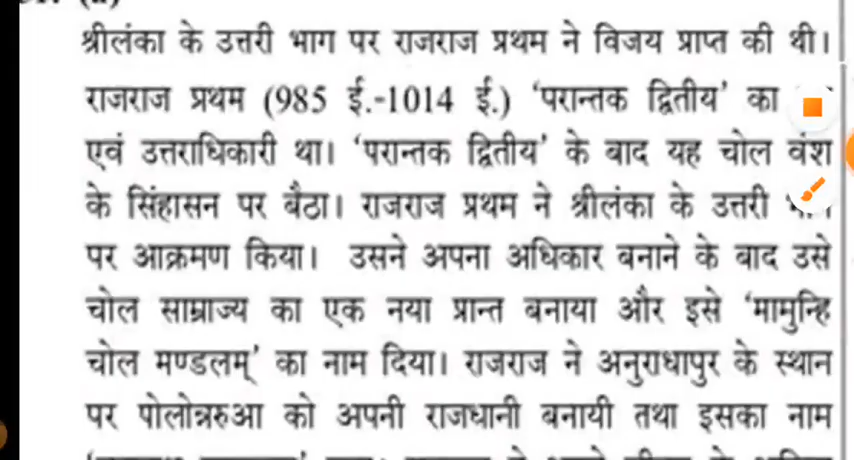 श्रीलंका के उत्तरी भाग पर राजराज प्रथम ने विजय प्राप्त की थी।
राजराज प्रथम (985 ई.-1014 ई.) ‘परान्तक द्वितीय’ का
एवं उत्तराधिकारी था। ‘परान्तक द्वितीय’ के बाद यह चोल वंश
के सिंहासन पर बैठा। राजराज प्रथम ने श्रीलंका के उत्तरी
पर आक्रमण किया। उसने अपना अधिकार बनाने के बाद उसे
चोल साम्राज्य का एक नया प्रान्त बनाया और इसे ‘मामुन्हि
चोल मण्डलम्’ का नाम दिया। राजराज ने अनुराधापुर के स्थान
पर पोलोन्नरुआ को अपनी राजधानी बनायी तथा इसका नाम